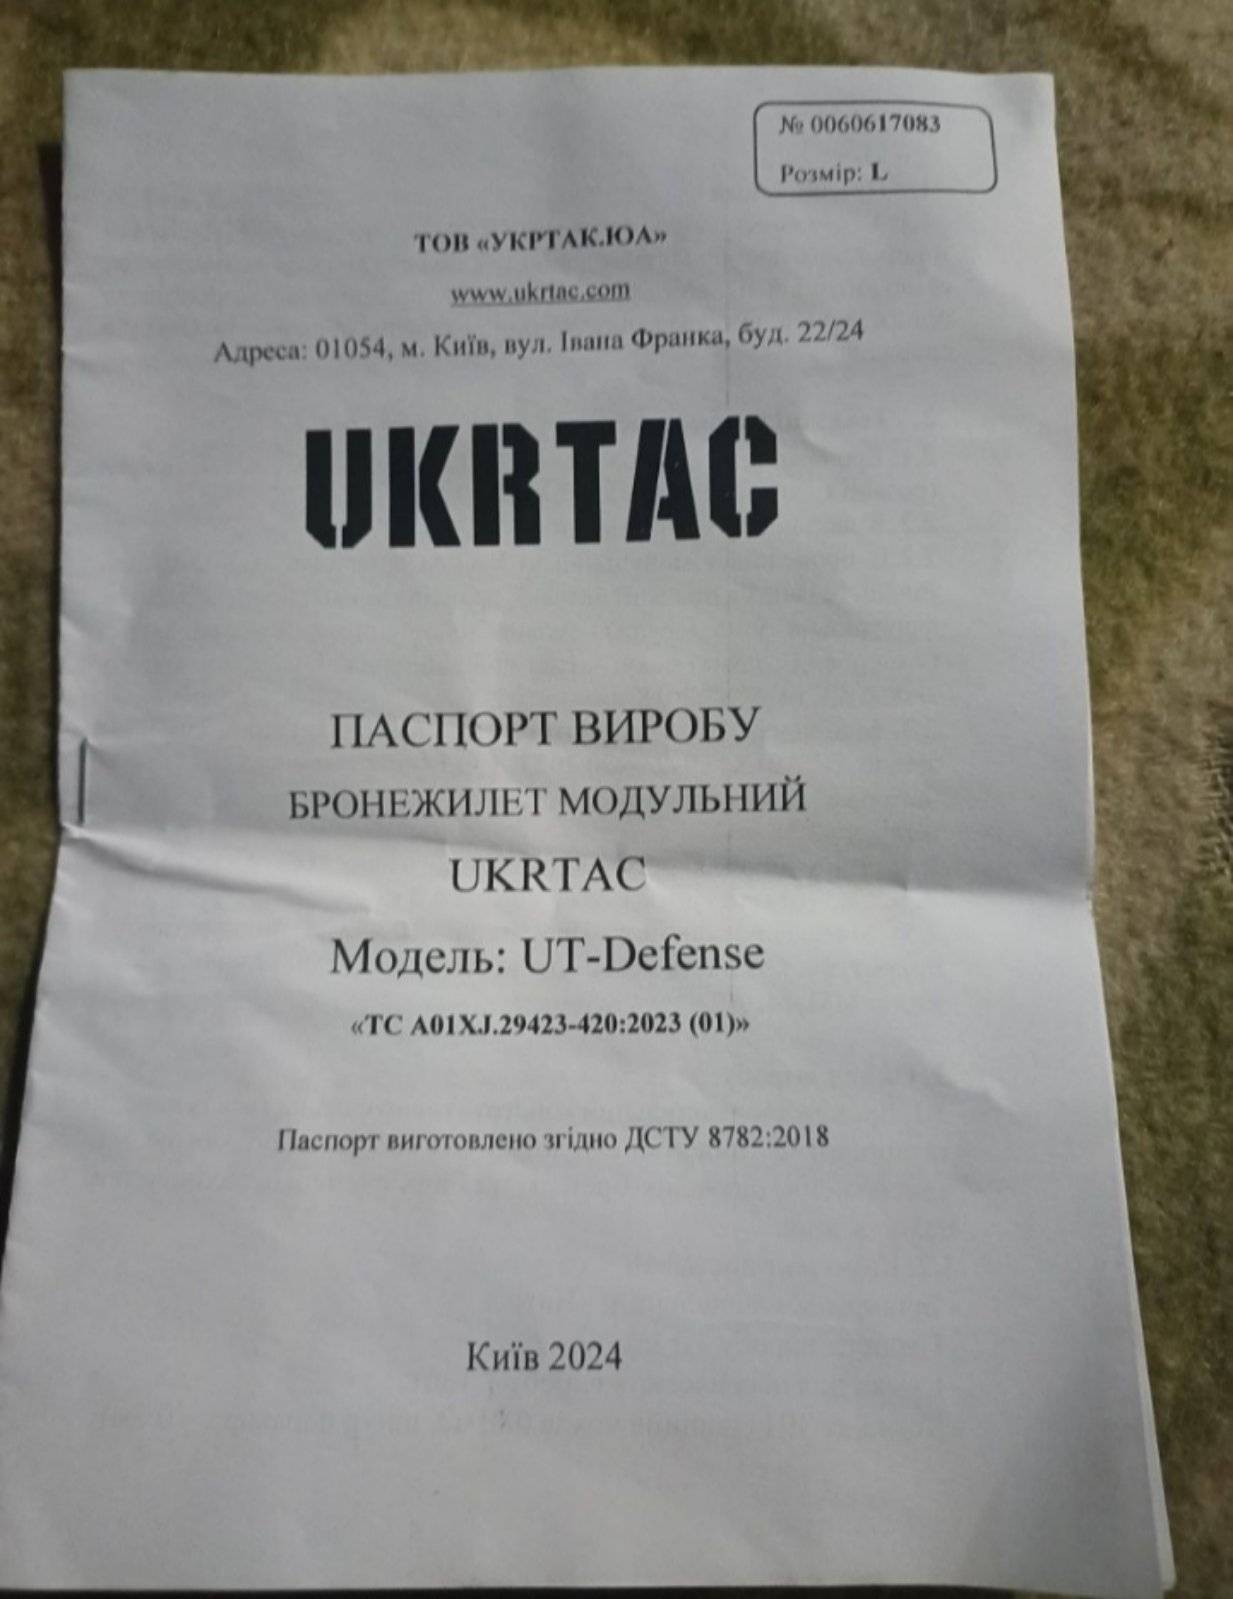 № 0060617083
Розмір: L
ТОВ «УКРТАК.ЮА»
www.ukrtac.com
Адреса: 01054, м. Київ, вул. Івана Франка, буд. 22/24
UKRTAC
ПАСПОРТ ВИРОБУ
БРОНЕЖИЛЕТ МОДУЛЬНИЙ
UKRTAC
Модель: UT-Defense
«ТС А01XJ.29423-420:2023 (01)»
Паспорт виготовлено згідно ДСТУ 8782:2018
Київ 2024